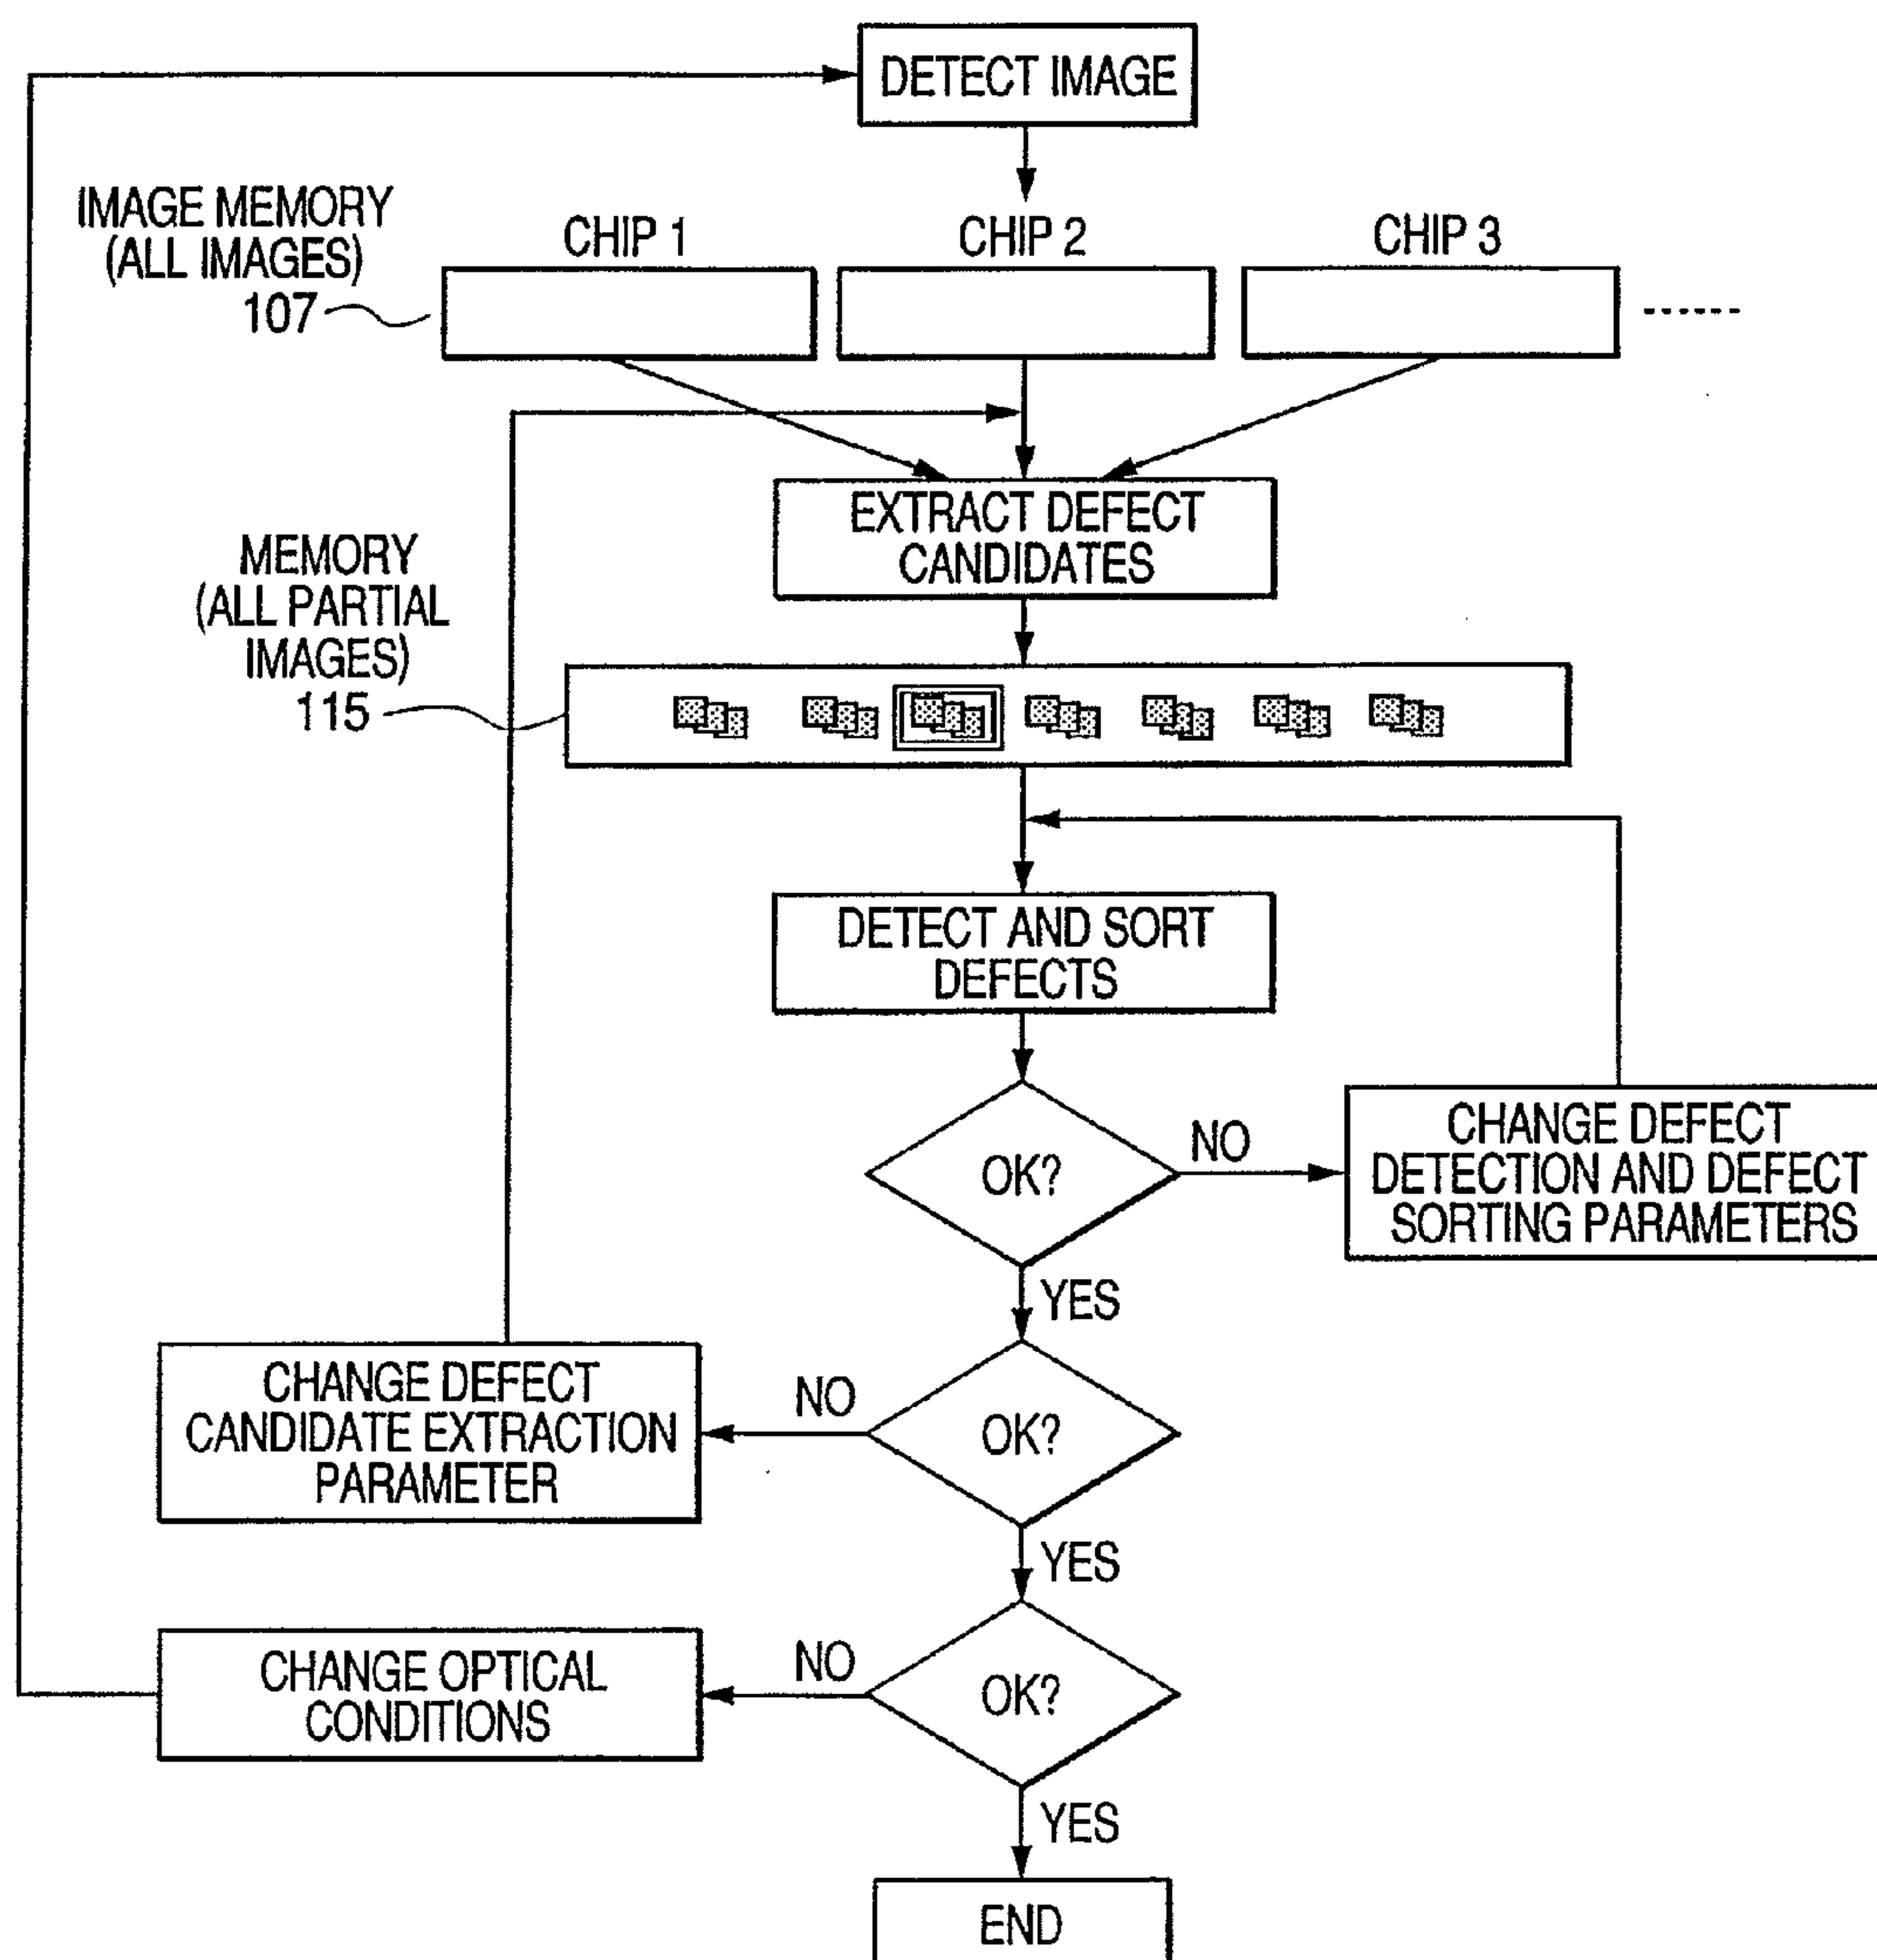 DETECT IMAGE
IMAGE MEMORY
(ALL IMAGES)
107
CHIP 1
CHIP 2
CHIP 3
EXTRACT DEFECT
CANDIDATES
MEMORY
(ALL PARTIAL
IMAGES)
115
DETECT AND SORT
DEFECTS
OK?
NO
CHANGE DEFECT
DETECTION AND DEFECT
SORTING PARAMETERS
YES
OK?
NO
CHANGE DEFECT
CANDIDATE EXTRACTION
PARAMETER
YES
OK?
NO
CHANGE OPTICAL
CONDITIONS
YES
END